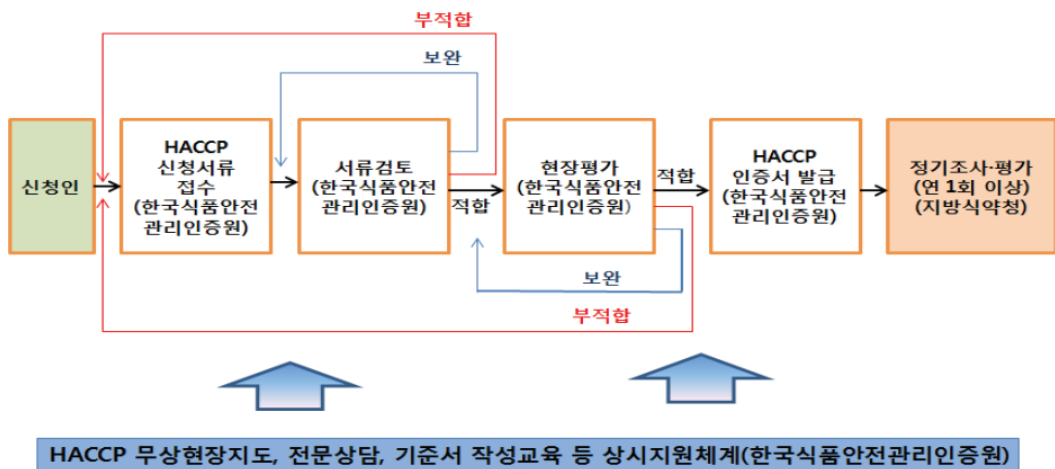 부적합
보완
신청인
HACCP
신청서류
접수
(한국식품안전
관리인증원)
서류검토
(한국식품안전
관리인증원)
적합
현장평가
(한국식품안전
관리인증원)
적합
HACCP
인증서 발급
(한국식품안전
관리인증원)
정기조사·평가
(연 1회 이상)
(지방식약청)
보완
부적합
HACCP 무상현장지도, 전문상담, 기준서 작성교육 등 상시지원체계(한국식품안전관리인증원)